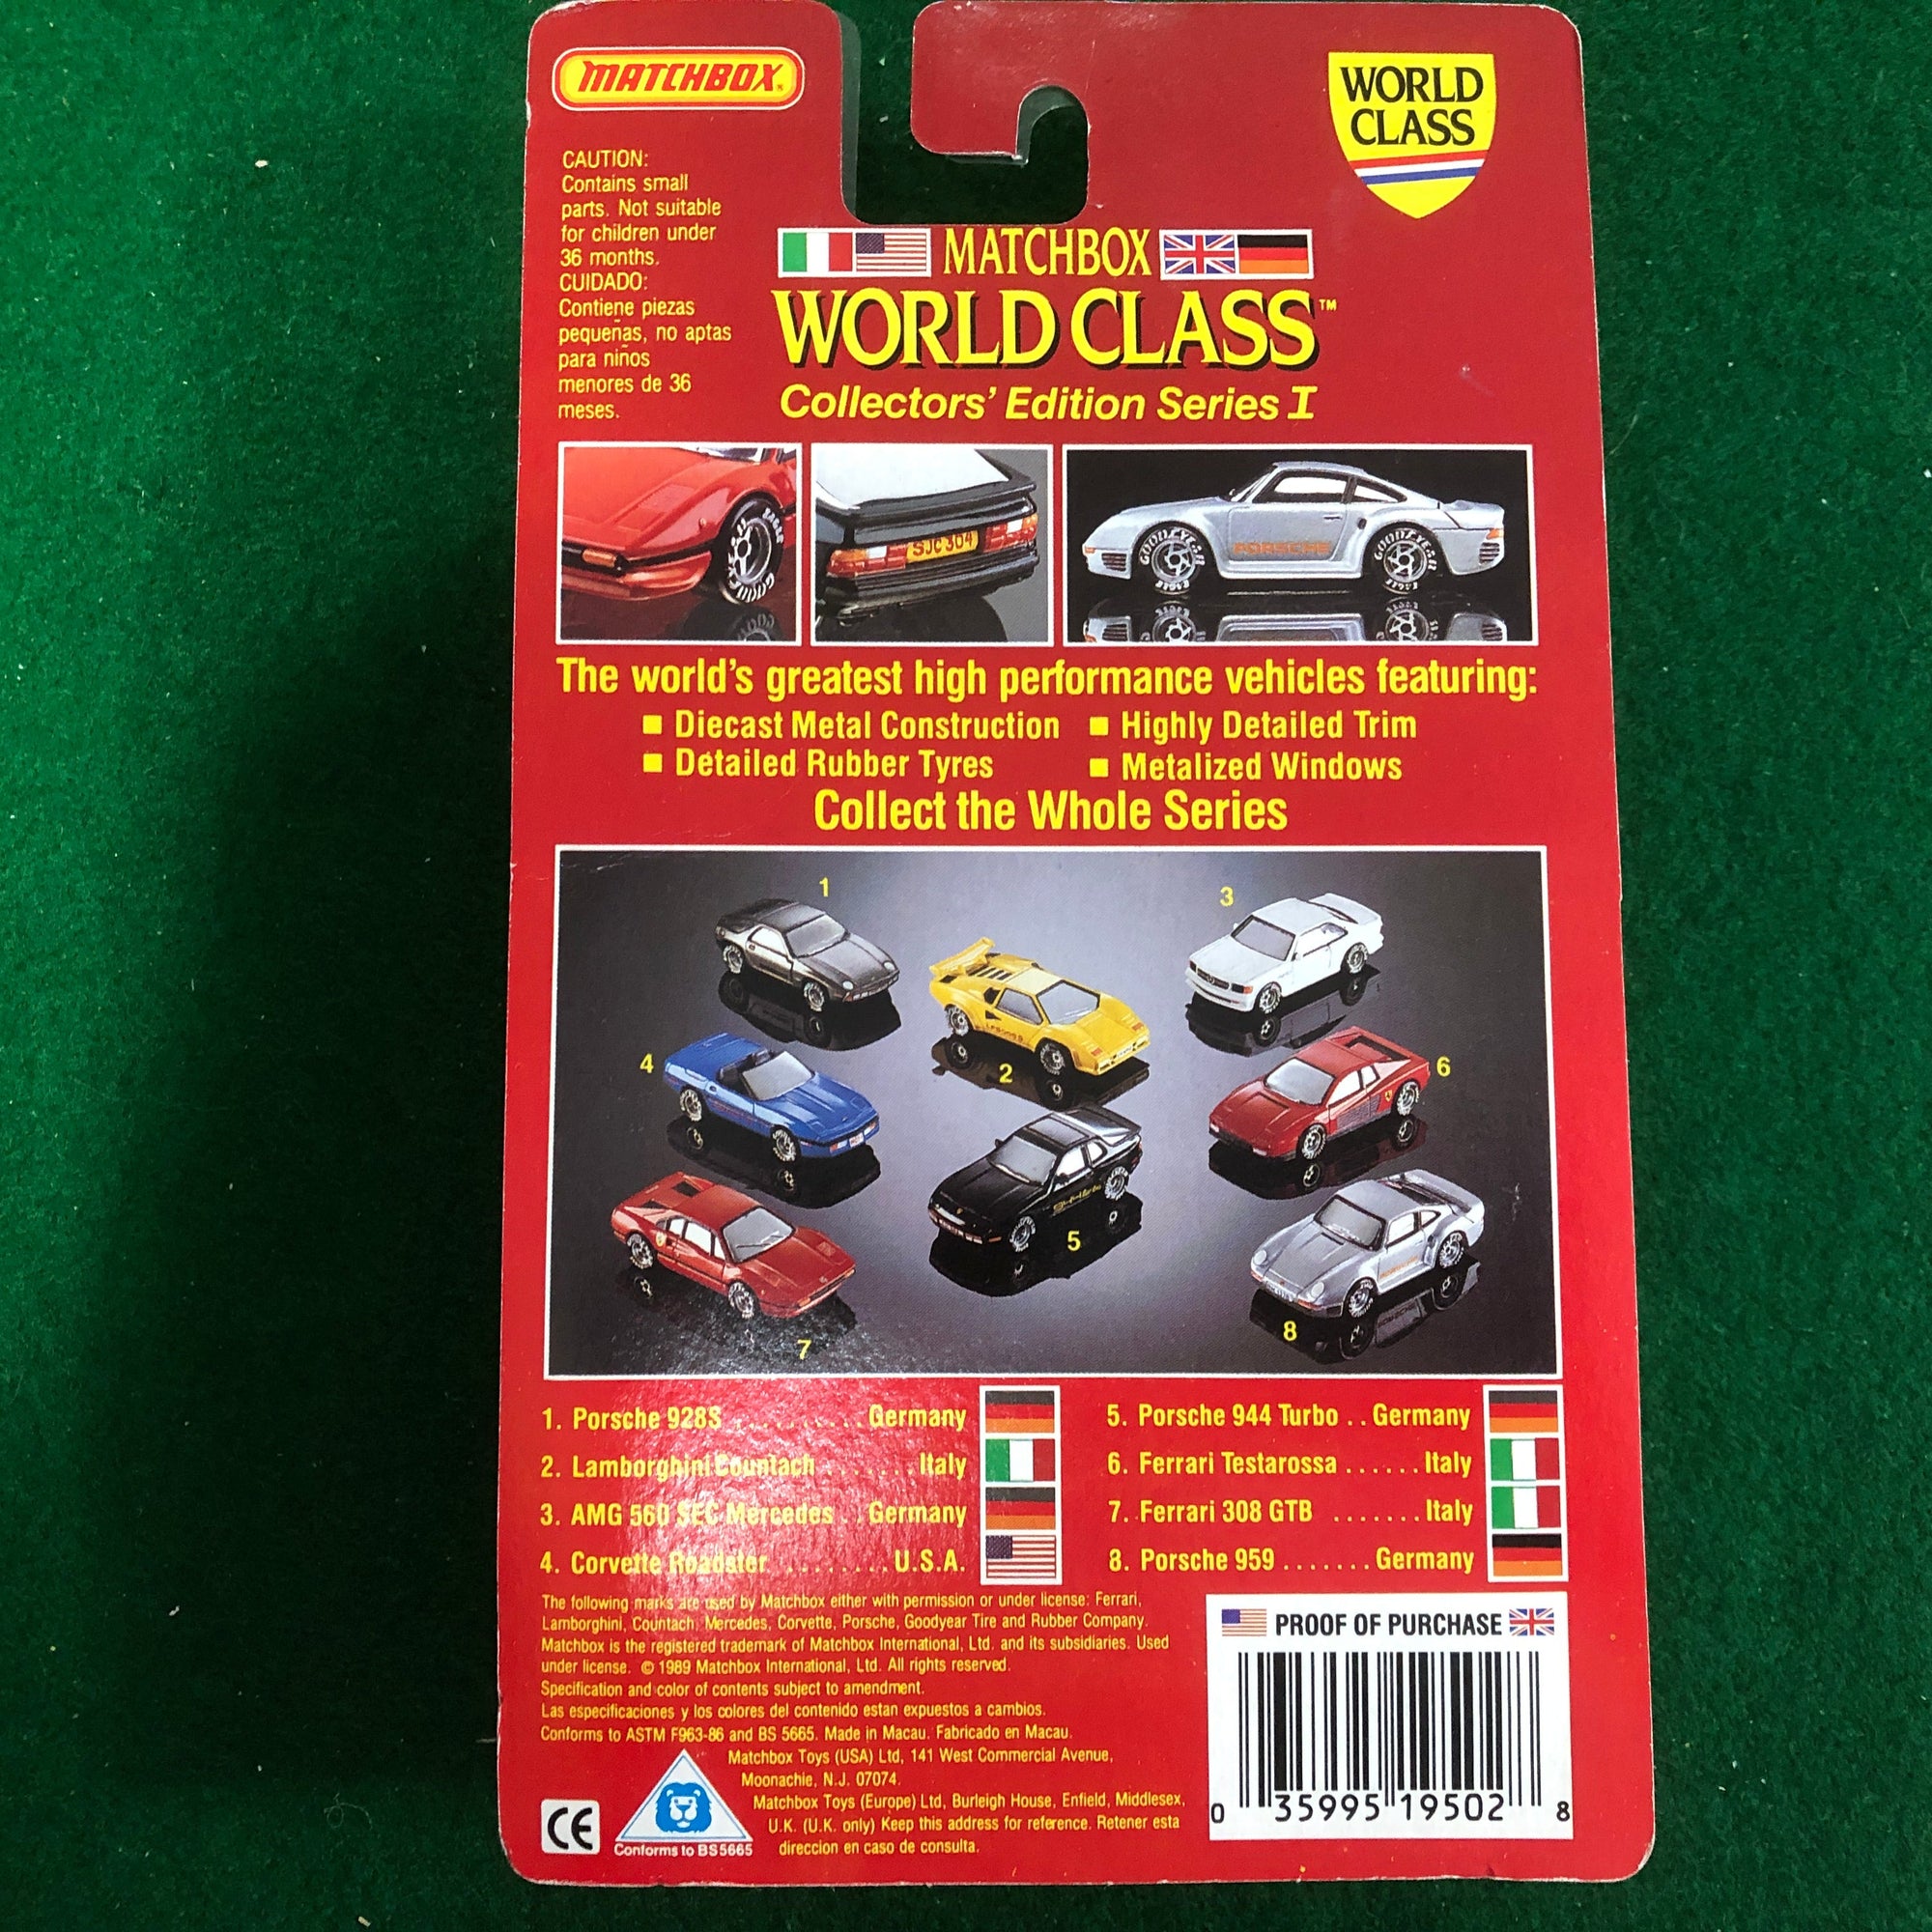 MATCHBOX
WORLD
CLASS
CAUTION:
Contains small
parts. Not suitable
for children under
36 months.
CUIDADO:
Contiene piezas
pequeñas, no aptas
para niños
menores de 36
meses.
MATCHBOX
WORLD CLASS™
Collectors' Edition Series I
EAGLE
GOOD
SJC 304
GOODYEAR
EAGLE
PORSCHE
GOODYEAR
EAGLE
The world's greatest high performance vehicles featuring:
■ Diecast Metal Construction ■ Highly Detailed Trim
■ Detailed Rubber Tyres ■ Metalized Windows
Collect the Whole Series
1
3
2
4
6
5
7
8
1. Porsche 928S . . . . . . . . . . Germany
2. Lamborghini Countach . . . . . . Italy
3. AMG 560 SEC Mercedes . . Germany
4. Corvette Roadster . . . . . . . . U.S.A.
5. Porsche 944 Turbo . . Germany
6. Ferrari Testarossa . . . . . . Italy
7. Ferrari 308 GTB . . . . . . . Italy
8. Porsche 959 . . . . . . . Germany
The following marks are used by Matchbox either with permission or under license: Ferrari,
Lamborghini, Countach, Mercedes, Corvette, Porsche, Goodyear Tire and Rubber Company.
Matchbox is the registered trademark of Matchbox International, Ltd. and its subsidiaries. Used
under license. © 1989 Matchbox International, Ltd. All rights reserved.
Specification and color of contents subject to amendment.
Las especificaciones y los colores del contenido estan expuestos a cambios.
Conforms to ASTM F963-86 and BS 5665. Made in Macau. Fabricado en Macau.
Matchbox Toys (USA) Ltd, 141 West Commercial Avenue,
Moonachie, N.J. 07074.
Matchbox Toys (Europe) Ltd, Burleigh House, Enfield, Middlesex,
U.K. (U.K. only) Keep this address for reference. Retener esta
direccion en caso de consulta.
CE
Conforms to BS5665
PROOF OF PURCHASE
0 35995 19502 8